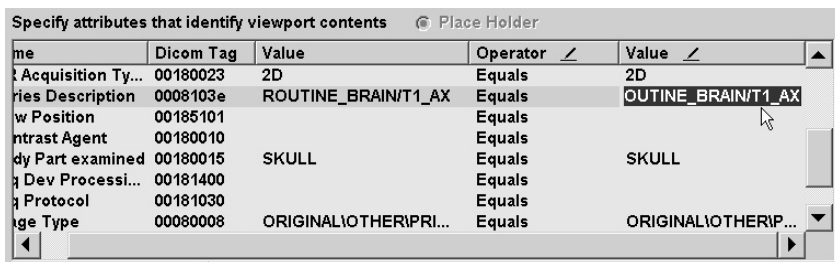 Specify attributes that identify viewport contents Place Holder
me Dicom Tag Value Operator Value
R Acquisition Ty... 00180023 2D Equals 2D
ries Description 0008103e ROUTINE_BRAIN/T1_AX Equals OUTINE_BRAIN/T1_AX
w Position 00185101 Equals
ntrast Agent 00180010 Equals
dy Part examined 00180015 SKULL Equals SKULL
q Dev Processi... 00181400 Equals
q Protocol 00181030 Equals
age Type 00080008 ORIGINAL\OTHER\PRI... Equals ORIGINAL\OTHER\P...